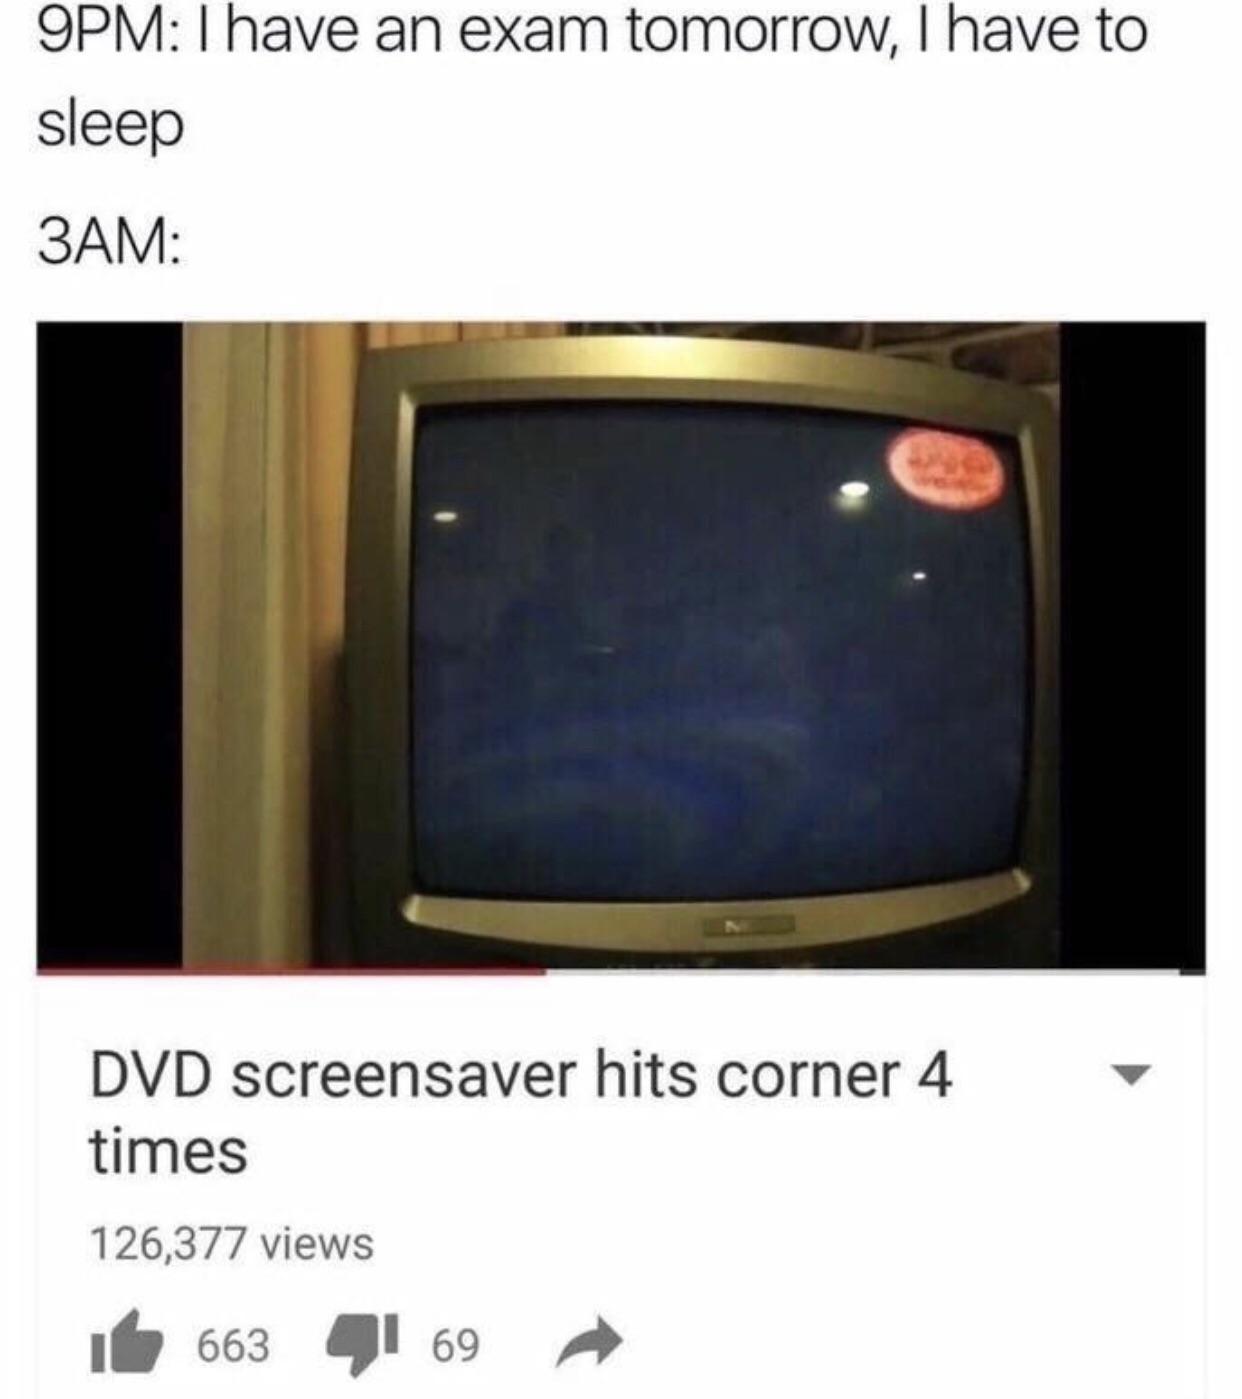 9PM: I have an exam tomorrow, I have to
sleep
3AM:
DVD screensaver hits corner 4
times
126,377 views
663 69